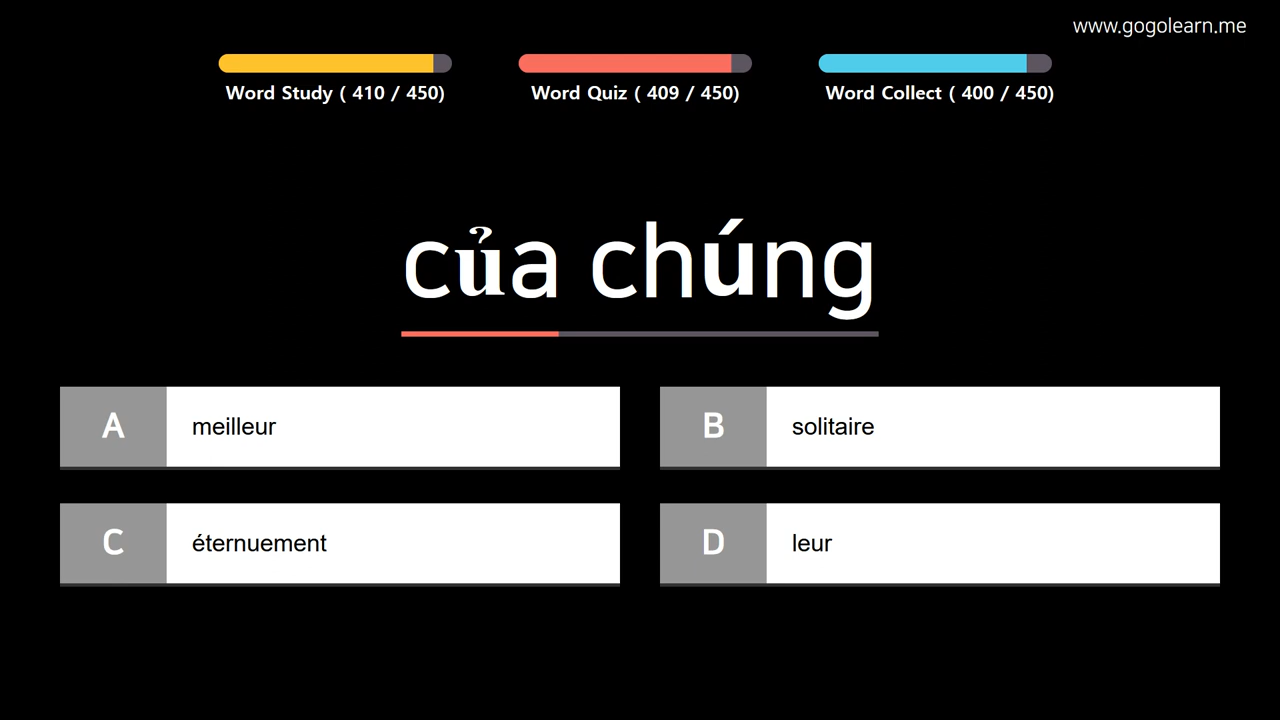 www.gogolearn.me
Word Study ( 410 / 450)
Word Quiz ( 409 / 450)
Word Collect ( 400 / 450)
của chúng
A meilleur
B solitaire
C éternuement
D leur